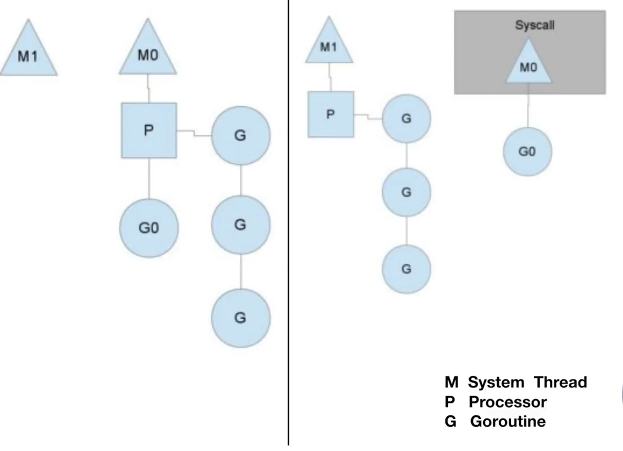 M1
M0
P
G
G0
G
G
M1
P
G
G
G
Syscall
M0
G0
M System Thread
P Processor
G Goroutine